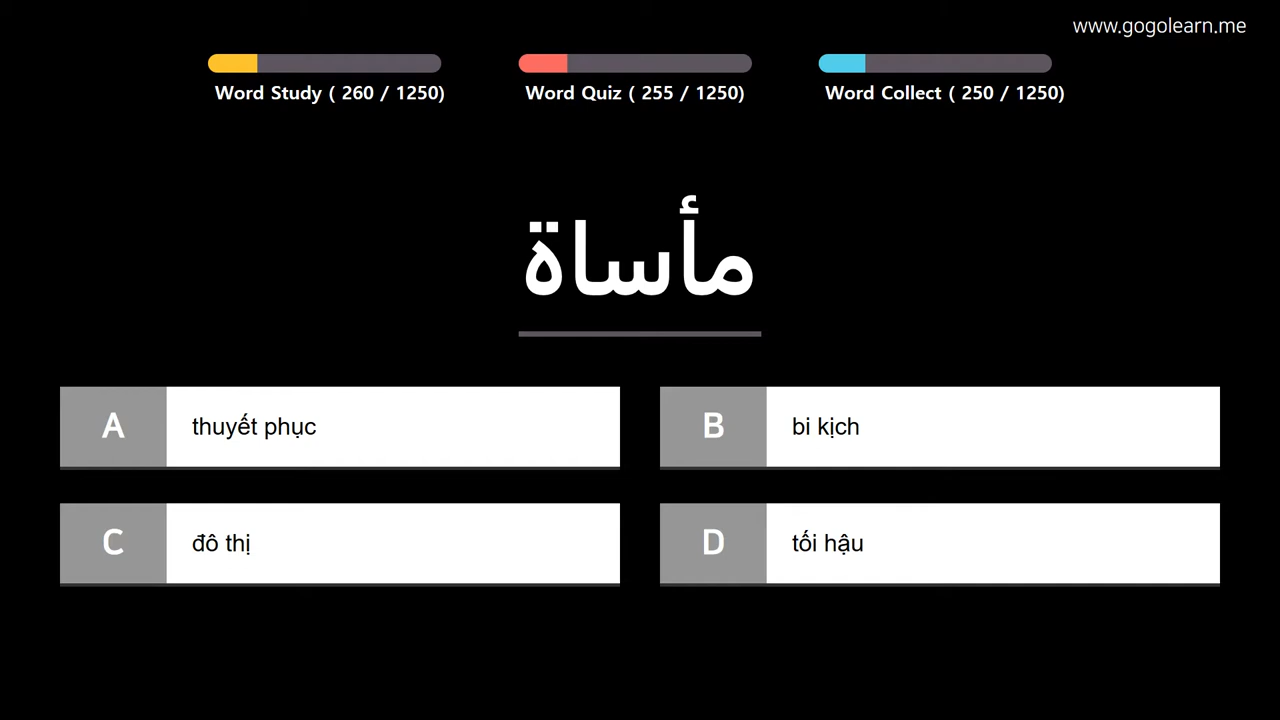 www.gogolearn.me
Word Study ( 260 / 1250)
Word Quiz ( 255 / 1250)
Word Collect ( 250 / 1250)
مأساة
A thuyết phục
B bi kịch
C đô thị
D tối hậu